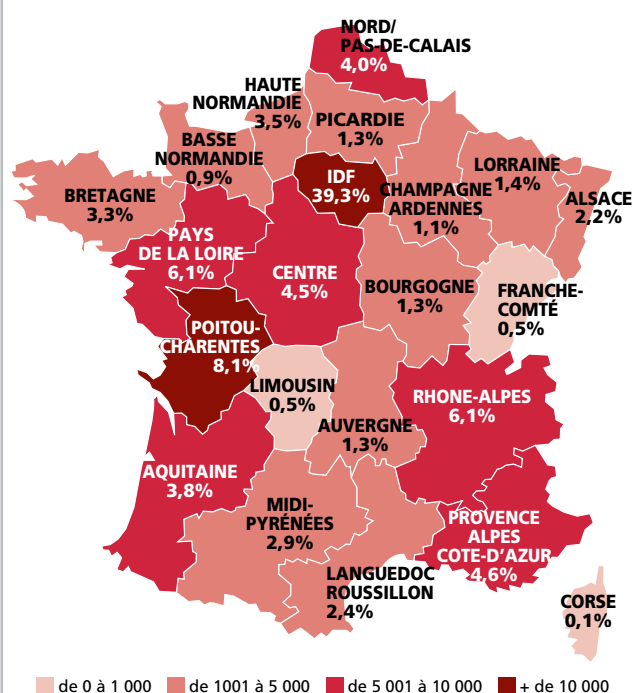 NORD/
PAS-DE-CALAIS
4,0%
HAUTE
NORMANDIE
3,5%
PICARDIE
1,3%
BASSE
NORMANDIE
0,9%
IDF
39,3%
LORRAINE
1,4%
CHAMPAGNE
ARDENNES
1,1%
ALSACE
2,2%
BRETAGNE
3,3%
PAYS
DE LA LOIRE
6,1%
CENTRE
4,5%
BOURGOGNE
1,3%
FRANCHE-
COMTÉ
0,5%
POITOU-
CHARENTES
8,1%
LIMOUSIN
0,5%
AUVERGNE
1,3%
RHONE-ALPES
6,1%
AQUITAINE
3,8%
MIDI-
PYRÉNÉES
2,9%
PROVENCE
ALPES
COTE-D’AZUR
4,6%
LANGUEDOC
ROUSSILLON
2,4%
CORSE
0,1%
de 0 à 1 000 de 1001 à 5 000 de 5 001 à 10 000 + de 10 000